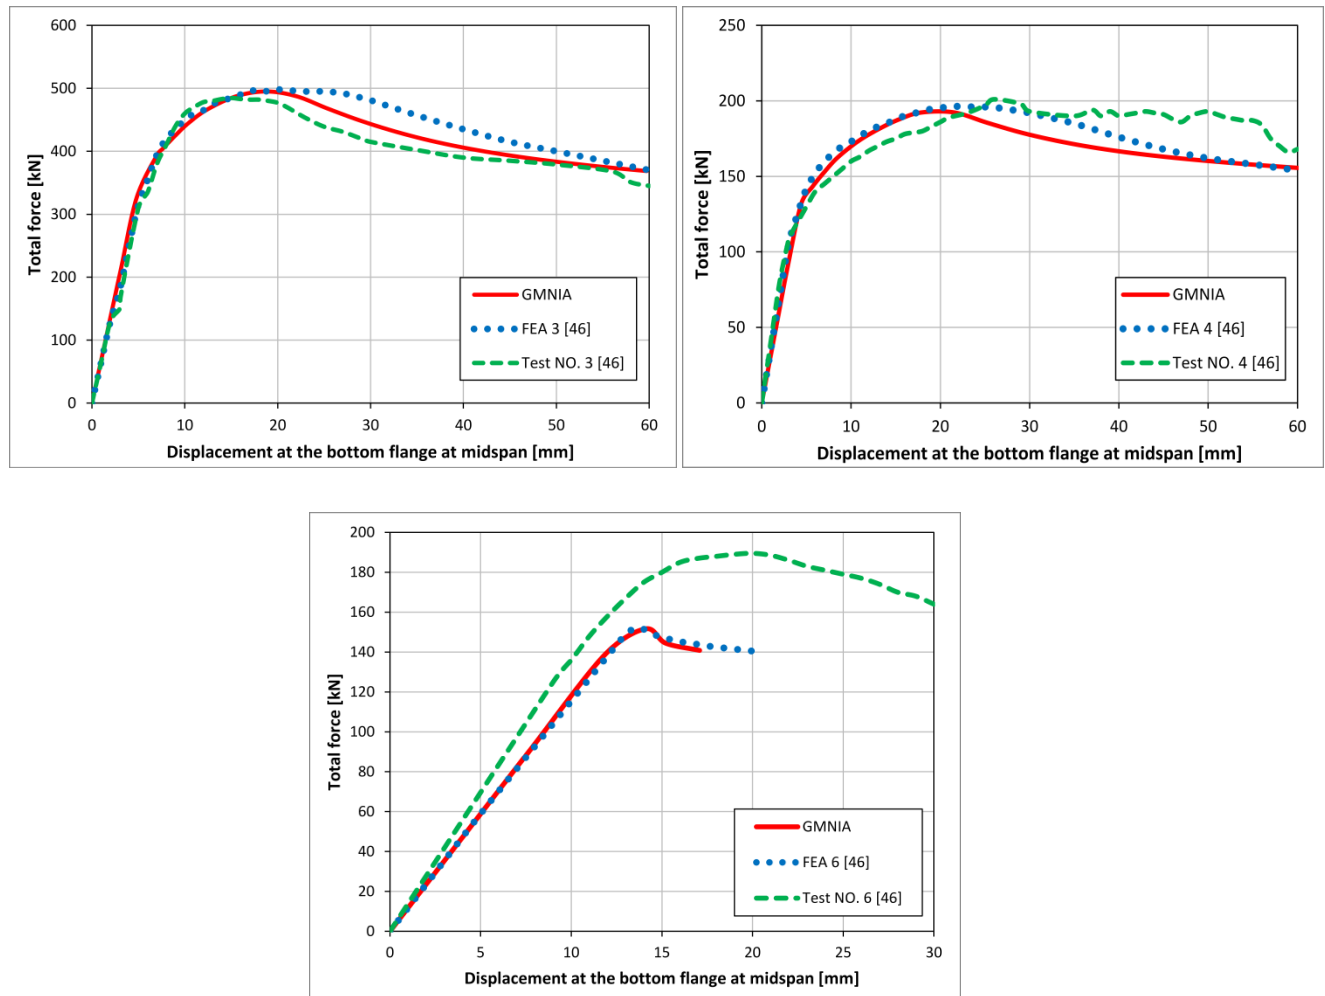 600
500
400
300
200
100
0
0 10 20 30 40 50 60
Total force [kN]
Displacement at the bottom flange at midspan [mm]
GMNIA
FEA 3 [46]
Test NO. 3 [46]
250
200
150
100
50
0
0 10 20 30 40 50 60
Total force [kN]
Displacement at the bottom flange at midspan [mm]
GMNIA
FEA 4 [46]
Test NO. 4 [46]
200
180
160
140
120
100
80
60
40
20
0
0 5 10 15 20 25 30
Total force [kN]
Displacement at the bottom flange at midspan [mm]
GMNIA
FEA 6 [46]
Test NO. 6 [46]